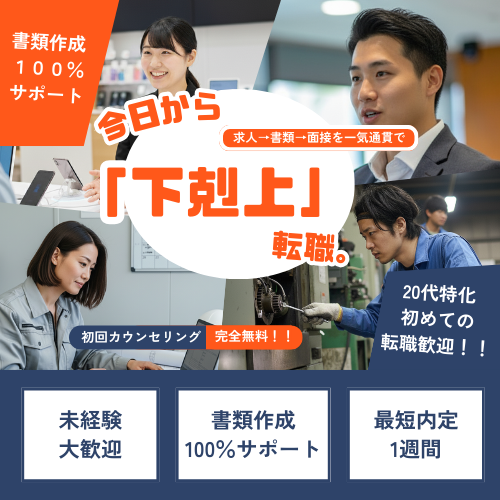 書類作成
１００％
サポート
今日から
求人→書類→面接を一気通貫で
「下剋上」
転職。
初回カウンセリング
完全無料！！
20代特化
初めての
転職歓迎！！
未経験
大歓迎
書類作成
100％サポート
最短内定
1週間